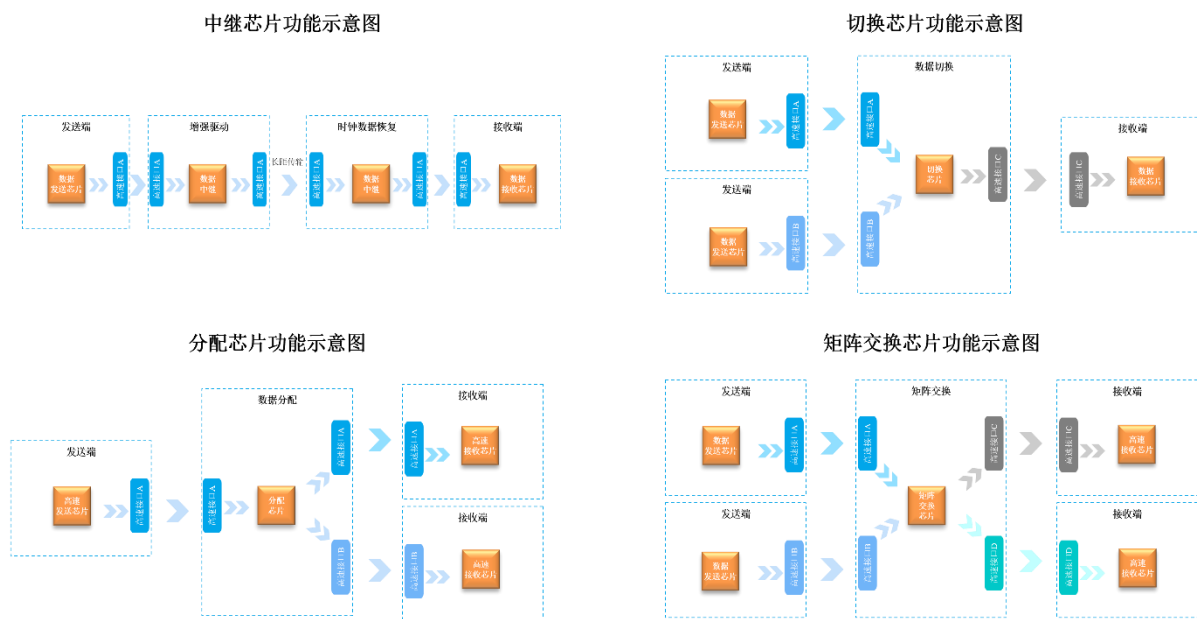 中继芯片功能示意图
发送端
增强驱动
时钟数据恢复
接收端
数据
发送芯片
高速接口A
高速接口A
数据
中继
高速接口A
长距传输
高速接口A
数据
中继
高速接口A
高速接口A
数据
接收芯片
切换芯片功能示意图
发送端
数据
发送芯片
高速接口A
发送端
数据
发送芯片
高速接口B
数据切换
高速接口A
高速接口B
切换
芯片
高速接口C
接收端
高速接口C
数据
接收芯片
分配芯片功能示意图
发送端
高速
发送芯片
高速接口A
数据分配
高速接口A
分配
芯片
高速接口A
高速接口B
接收端
高速接口A
高速
接收芯片
接收端
高速接口B
高速
接收芯片
矩阵交换芯片功能示意图
发送端
数据
发送芯片
高速接口A
发送端
数据
发送芯片
高速接口B
矩阵交换
高速接口A
高速接口B
矩阵
交换
芯片
高速接口C
高速接口D
接收端
高速接口C
高速
接收芯片
接收端
高速接口D
高速
接收芯片